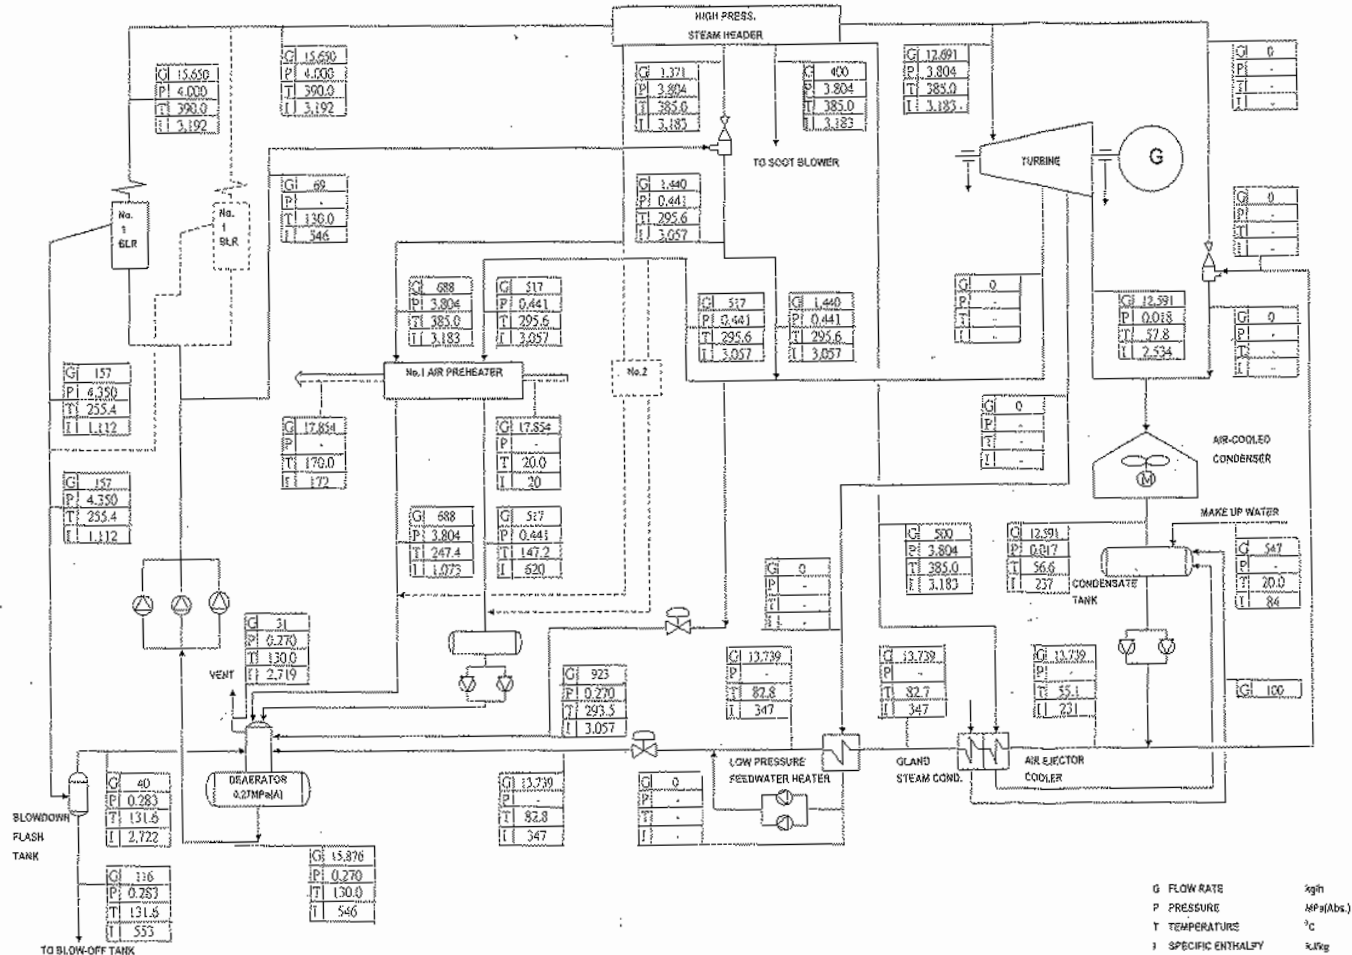 HIGH PRESS.
STEAM HEADER
G 15.650
P 4.000
T 390.0
I 3.192
G 15.650
P 4.000
T 390.0
I 3.192
G 1.371
P 3.804
T 385.0
I 3.183
G 400
P 3.804
T 385.0
I 3.183
G 12.691
P 3.804
T 385.0
I 3.183
G 0
P -
T -
I -
TO SOOT BLOWER
TURBINE
G
No.
1
BLR
No.
1
BLR
G 69
P -
T 130.0
I 546
G 1.440
P 0.441
T 295.6
I 3.057
G 0
P -
T -
I -
G 688
P 3.804
T 385.0
I 3.183
G 517
P 0.441
T 295.6
I 3.057
G 517
P 0.441
T 295.6
I 3.057
G 1.440
P 0.441
T 295.6
I 3.057
G 0
P -
T -
I -
G 12.591
P 0.018
T 57.8
I 2.534
G 0
P -
T -
I -
No.1 AIR PREHEATER
No.2
G 157
P 4.350
T 255.4
I 1.112
G 17.854
P -
T 170.0
I 172
G 17.854
P -
T 20.0
I 20
G 0
P -
T -
I -
AIR-COOLED
CONDENSER
M
G 157
P 4.350
T 255.4
I 1.112
G 688
P 3.804
T 247.4
I 1.073
G 517
P 0.441
T 147.2
I 620
G 0
P -
T -
I -
G 500
P 3.804
T 385.0
I 3.183
G 12.591
P 0.017
T 56.6
I 237
MAKE UP WATER
G 547
P -
T 20.0
I 84
CONDENSATE
TANK
G 31
P 0.270
T 130.0
I 2.719
VENT
G 923
P 0.270
T 293.5
I 3.057
G 13.739
P -
T 82.8
I 347
G 13.739
P -
T 82.7
I 347
G 13.739
P -
T 55.1
I 231
G 100
DEAERATOR
0.27MPa(A)
LOW PRESSURE
FEEDWATER HEATER
GLAND
STEAM COND.
AIR EJECTOR
COOLER
BLOWDOWN
FLASH
TANK
G 40
P 0.283
T 131.6
I 2.722
G 13.739
P -
T 82.8
I 347
G 0
P -
T -
I -
G 116
P 0.283
T 131.6
I 553
G 15.876
P 0.270
T 130.0
I 546
TO BLOW-OFF TANK
G FLOW RATE kg/h
P PRESSURE MPa(Abs.)
T TEMPERATURE °C
I SPECIFIC ENTHALPY kJ/kg